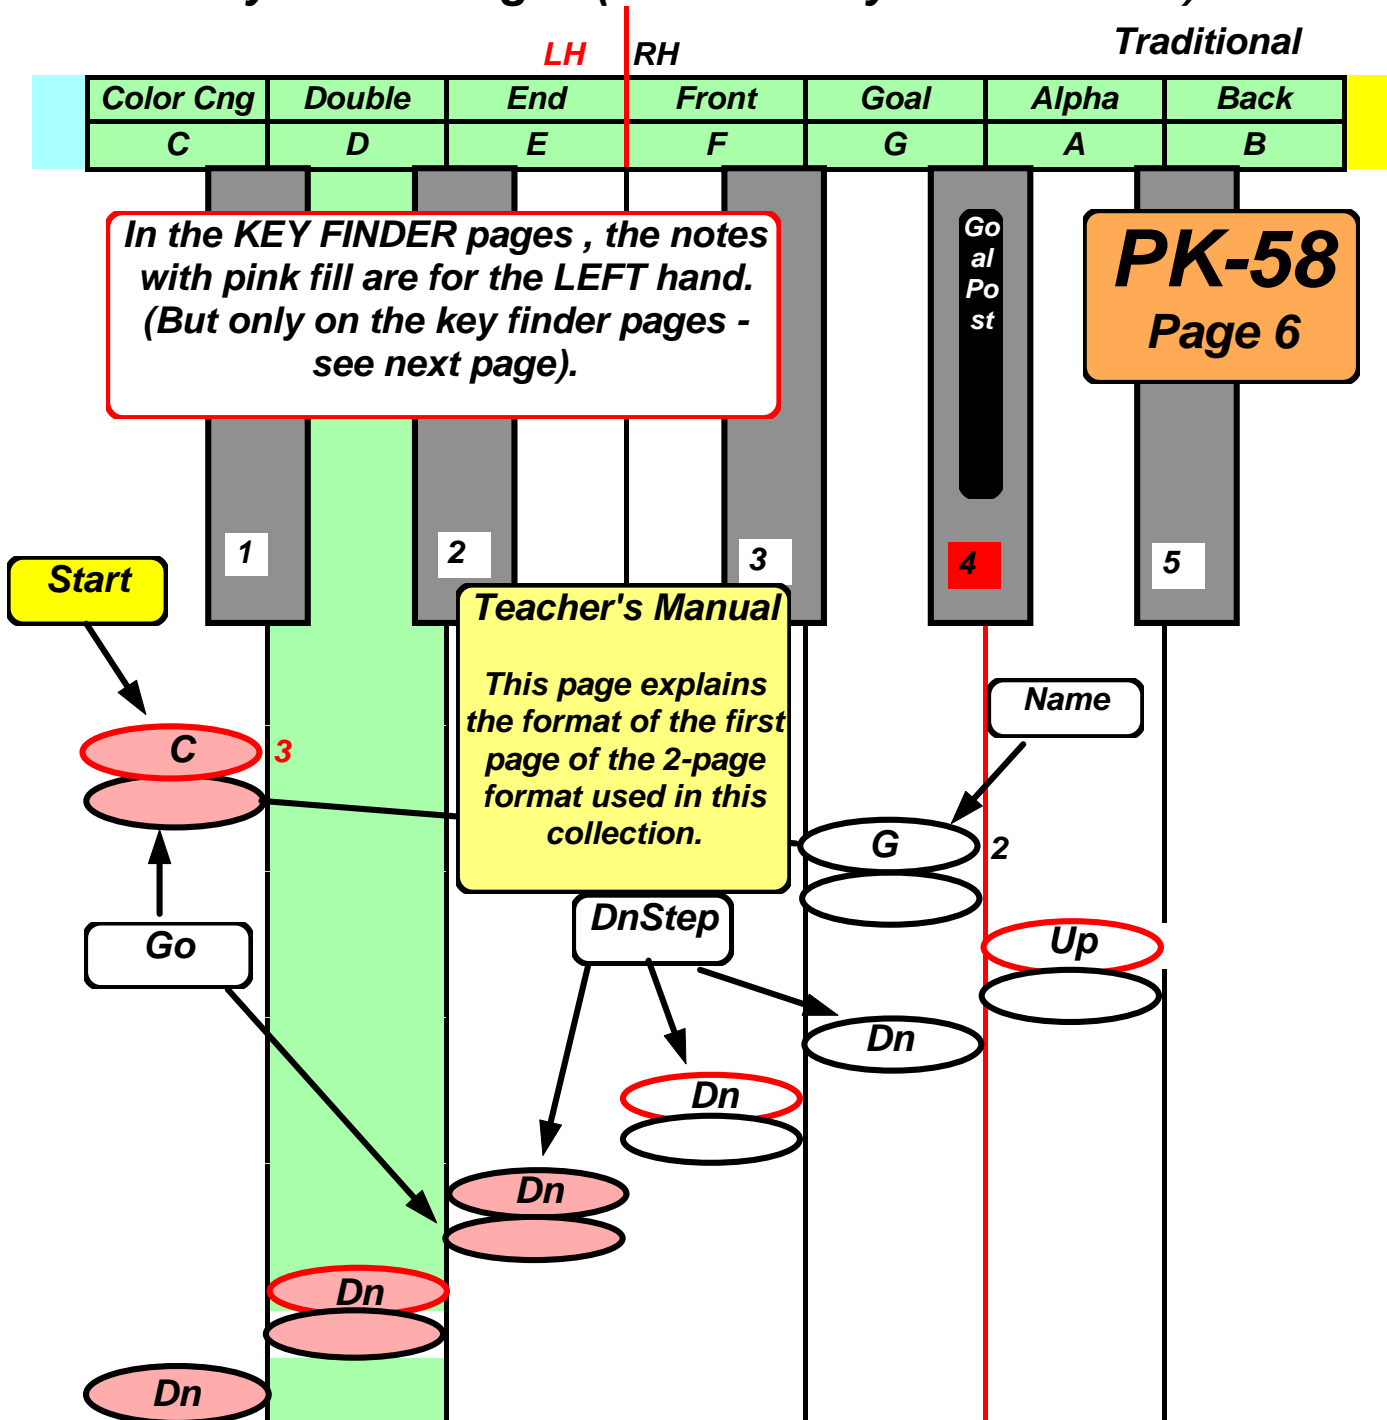 LH RH
Traditional
Color Cng Double End Front Goal Alpha Back
C D E F G A B
In the KEY FINDER pages , the notes
with pink fill are for the LEFT hand.
(But only on the key finder pages -
see next page).
Go
al
Po
st
PK-58
Page 6
1 2 3 4 5
Start
Teacher's Manual
This page explains
the format of the first
page of the 2-page
format used in this
collection.
Name
C 3
G 2
DnStep
Go
Up
Dn
Dn
Dn
Dn
Dn